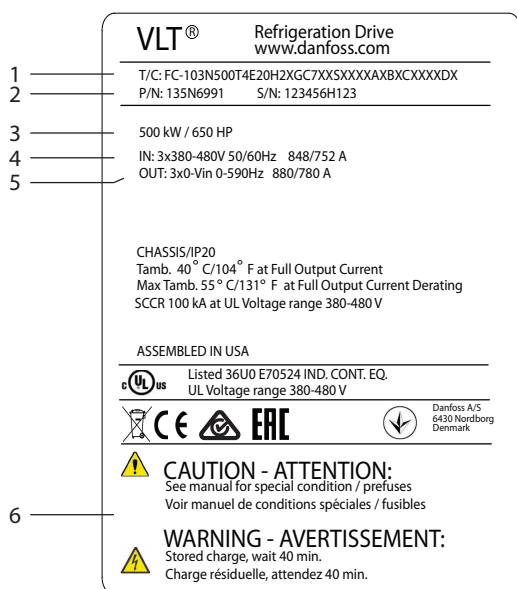 VLT® Refrigeration Drive
www.danfoss.com
1 T/C: FC-103N500T4E20H2XGC7XXSXXXXAXBXCXXXXDX
2 P/N: 135N6991 S/N: 123456H123
3 500 kW / 650 HP
4 IN: 3x380-480V 50/60Hz 848/752 A
5 OUT: 3x0-Vin 0-590Hz 880/780 A
CHASSIS/IP20
Tamb. 40° C/104° F at Full Output Current
Max Tamb. 55° C/131° F at Full Output Current Derating
SCCR 100 kA at UL Voltage range 380-480 V
ASSEMBLED IN USA
c UL us Listed 36U0 E70524 IND. CONT. EQ.
UL Voltage range 380-480 V
CE EAC Danfoss A/S
6430 Nordborg
Denmark
CAUTION - ATTENTION:
See manual for special condition / prefuses
Voir manuel de conditions spéciales / fusibles
6
WARNING - AVERTISSEMENT:
Stored charge, wait 40 min.
Charge résiduelle, attendez 40 min.